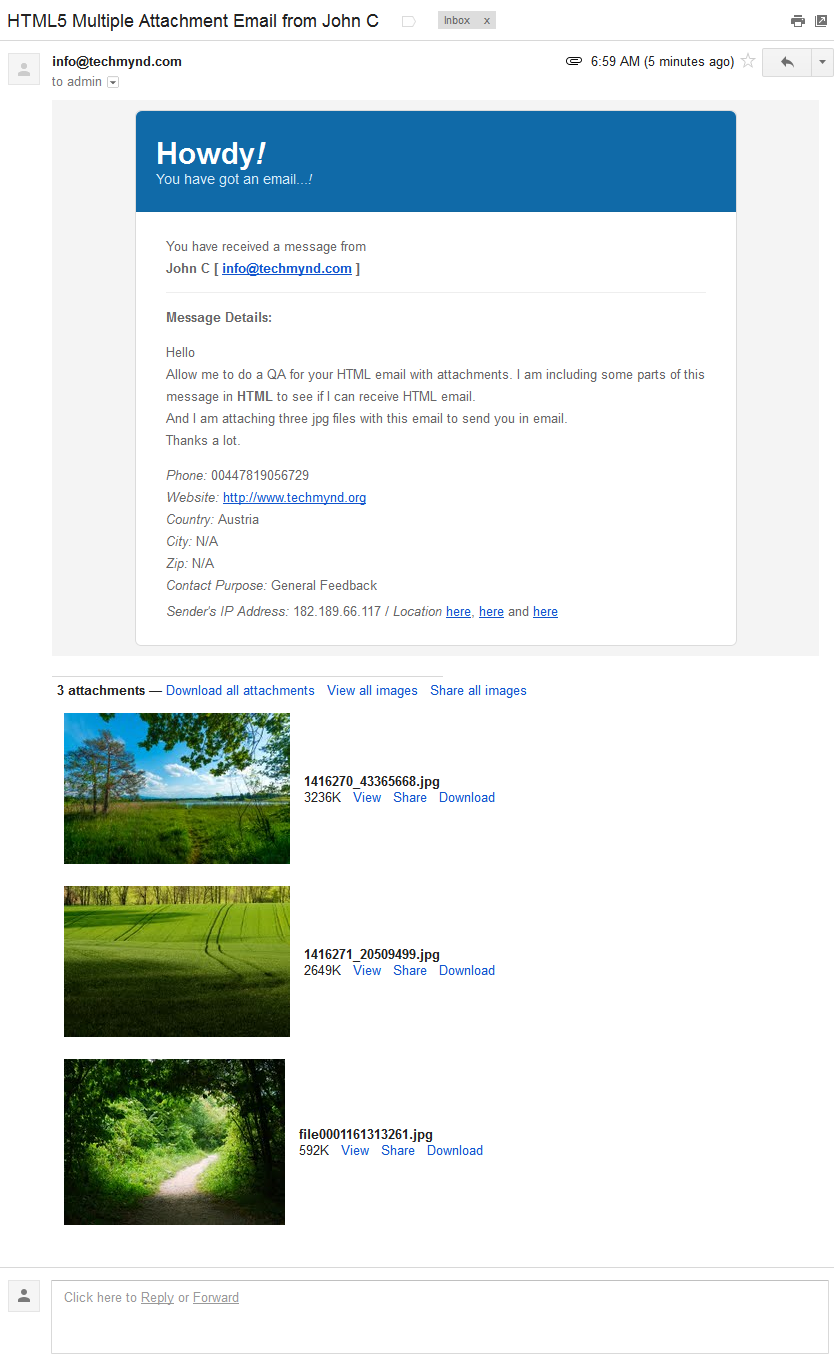 HTML5 Multiple Attachment Email from John C
Inbox x
info@techmynd.com
6:59 AM (5 minutes ago)
to admin
Howdy!
You have got an email...!
You have received a message from
John C [ info@techmynd.com ]
Message Details:
Hello
Allow me to do a QA for your HTML email with attachments. I am including some parts of this
message in HTML to see if I can receive HTML email.
And I am attaching three jpg files with this email to send you in email.
Thanks a lot.
Phone: 00447819056729
Website: http://www.techmynd.org
Country: Austria
City: N/A
Zip: N/A
Contact Purpose: General Feedback
Sender's IP Address: 182.189.66.117 / Location here, here and here
3 attachments — Download all attachments View all images Share all images
1416270_43365668.jpg
3236K View Share Download
1416271_20509499.jpg
2649K View Share Download
file0001161313261.jpg
592K View Share Download
Click here to Reply or Forward